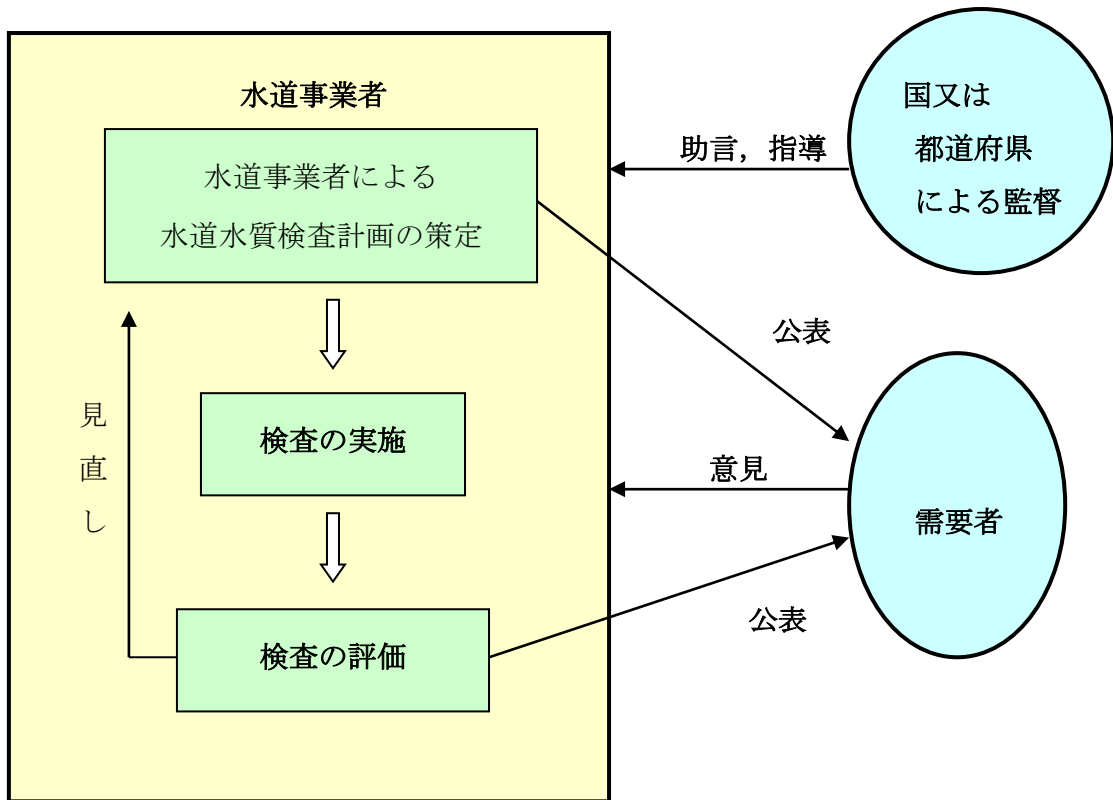 水道事業者
水道事業者による
水道水質検査計画の策定
検査の実施
検査の評価
見
直
し
国又は
都道府県
による監督
助言，指導
公表
意見
需要者
公表